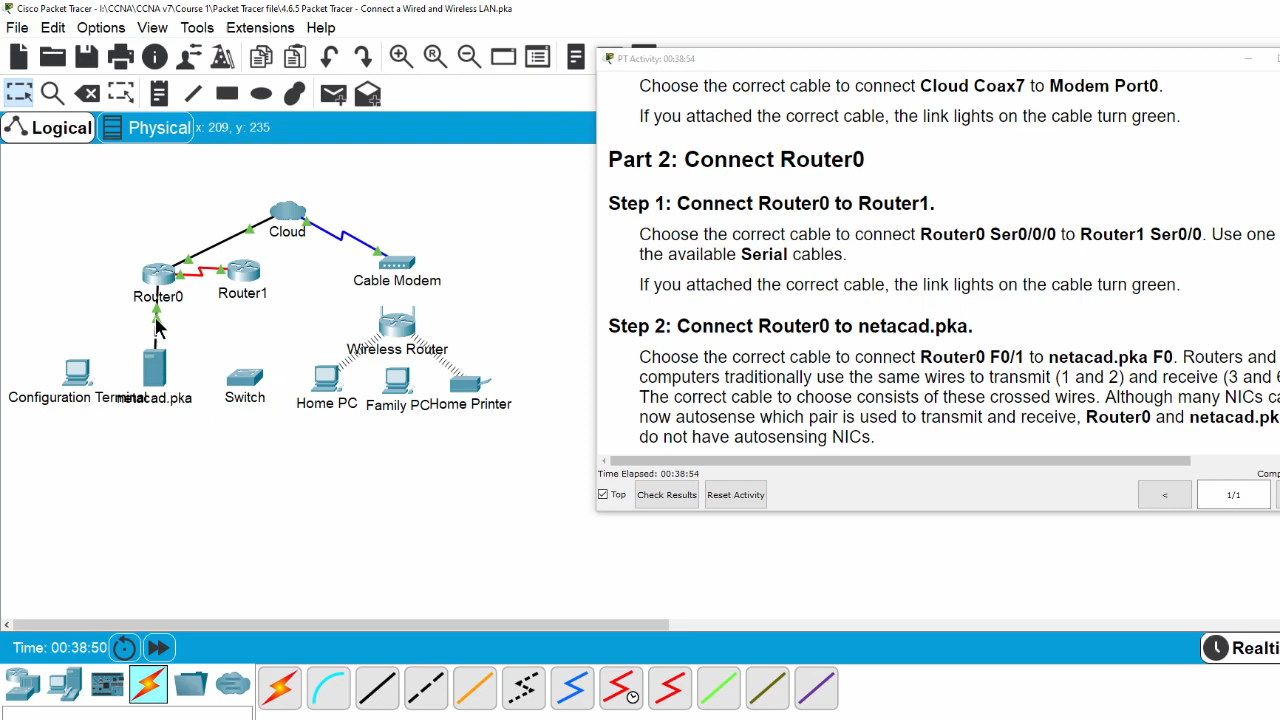 Cisco Packet Tracer - I:\CCNA\CCNA v7\Course 1\Packet Tracer file\4.6.5 Packet Tracer - Connect a Wired and Wireless LAN.pka
File Edit Options View Tools Extensions Help
Logical Physical x: 209, y: 235
Cloud
Cable Modem
Router0
Router1
Wireless Router
Configuration Terminal
netacad.pka
Switch
Home PC
Family PC
Home Printer
PT Activity: 00:38:54
Choose the correct cable to connect Cloud Coax7 to Modem Port0.
If you attached the correct cable, the link lights on the cable turn green.
Part 2: Connect Router0
Step 1: Connect Router0 to Router1.
Choose the correct cable to connect Router0 Ser0/0/0 to Router1 Ser0/0. Use one
the available Serial cables.
If you attached the correct cable, the link lights on the cable turn green.
Step 2: Connect Router0 to netacad.pka.
Choose the correct cable to connect Router0 F0/1 to netacad.pka F0. Routers and
computers traditionally use the same wires to transmit (1 and 2) and receive (3 and 6
The correct cable to choose consists of these crossed wires. Although many NICs ca
now autosense which pair is used to transmit and receive, Router0 and netacad.pk
do not have autosensing NICs.
Time Elapsed: 00:38:54
Comp
Top Check Results Reset Activity < 1/1
Time: 00:38:50
Realti